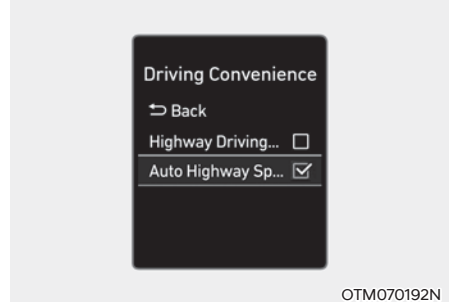 Driving Convenience
Back
Highway Driving...
Auto Highway Sp...
OTM070192N